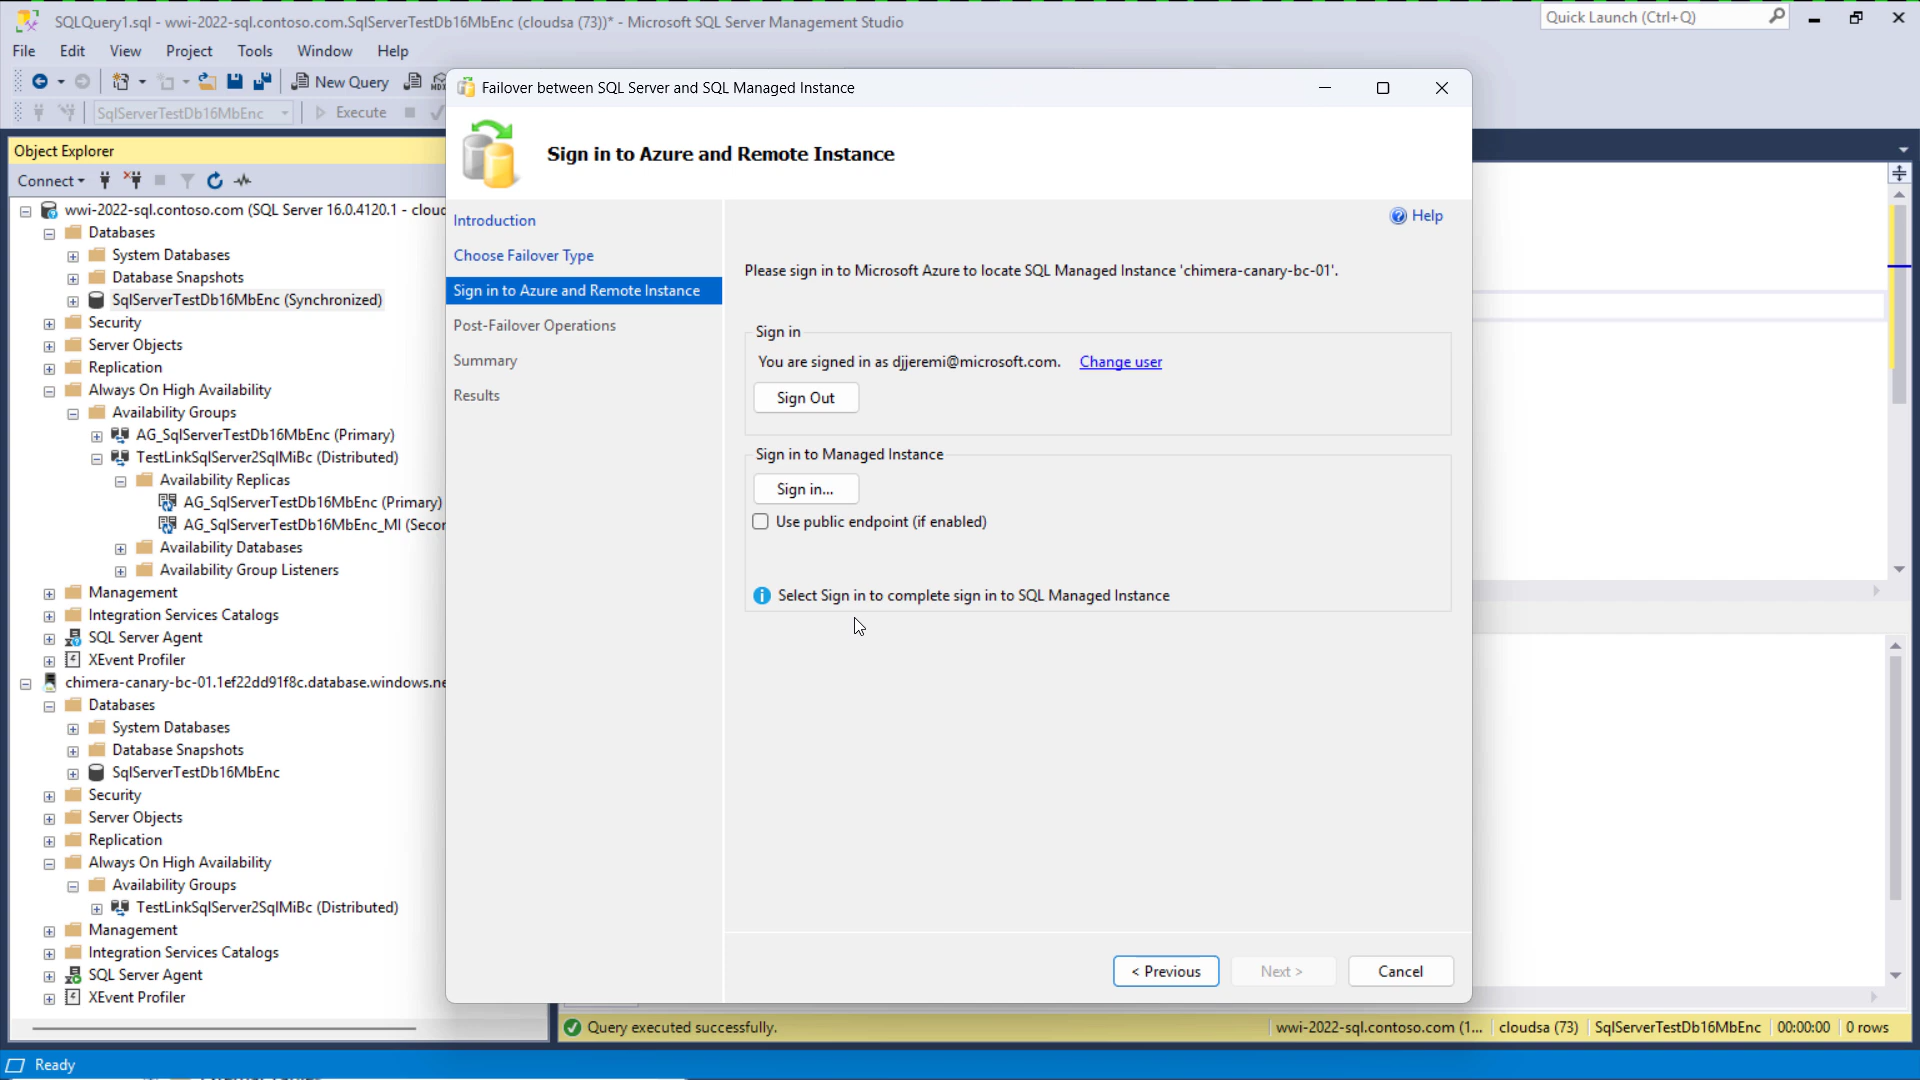 SQLQuery1.sql - wwi-2022-sql.contoso.com.SqlServerTestDb16MbEnc (cloudsa (73))* - Microsoft SQL Server Management Studio
Quick Launch (Ctrl+Q)
File Edit View Project Tools Window Help
New Query
SqlServerTestDb16MbEnc
Execute
Object Explorer
Connect
wwi-2022-sql.contoso.com (SQL Server 16.0.4120.1 - cloud
Databases
System Databases
Database Snapshots
SqlServerTestDb16MbEnc (Synchronized)
Security
Server Objects
Replication
Always On High Availability
Availability Groups
AG_SqlServerTestDb16MbEnc (Primary)
TestLinkSqlServer2SqlMiBc (Distributed)
Availability Replicas
AG_SqlServerTestDb16MbEnc (Primary)
AG_SqlServerTestDb16MbEnc_MI (Secor
Availability Databases
Availability Group Listeners
Management
Integration Services Catalogs
SQL Server Agent
XEvent Profiler
chimera-canary-bc-01.1ef22dd91f8c.database.windows.ne
Databases
System Databases
Database Snapshots
SqlServerTestDb16MbEnc
Security
Server Objects
Replication
Always On High Availability
Availability Groups
TestLinkSqlServer2SqlMiBc (Distributed)
Management
Integration Services Catalogs
SQL Server Agent
XEvent Profiler
Failover between SQL Server and SQL Managed Instance
Sign in to Azure and Remote Instance
Introduction
Choose Failover Type
Sign in to Azure and Remote Instance
Post-Failover Operations
Summary
Results
Help
Please sign in to Microsoft Azure to locate SQL Managed Instance 'chimera-canary-bc-01'.
Sign in
You are signed in as djjeremi@microsoft.com. Change user
Sign Out
Sign in to Managed Instance
Sign in...
Use public endpoint (if enabled)
Select Sign in to complete sign in to SQL Managed Instance
< Previous
Next >
Cancel
Query executed successfully.
wwi-2022-sql.contoso.com (1...
cloudsa (73)
SqlServerTestDb16MbEnc
00:00:00
0 rows
Ready